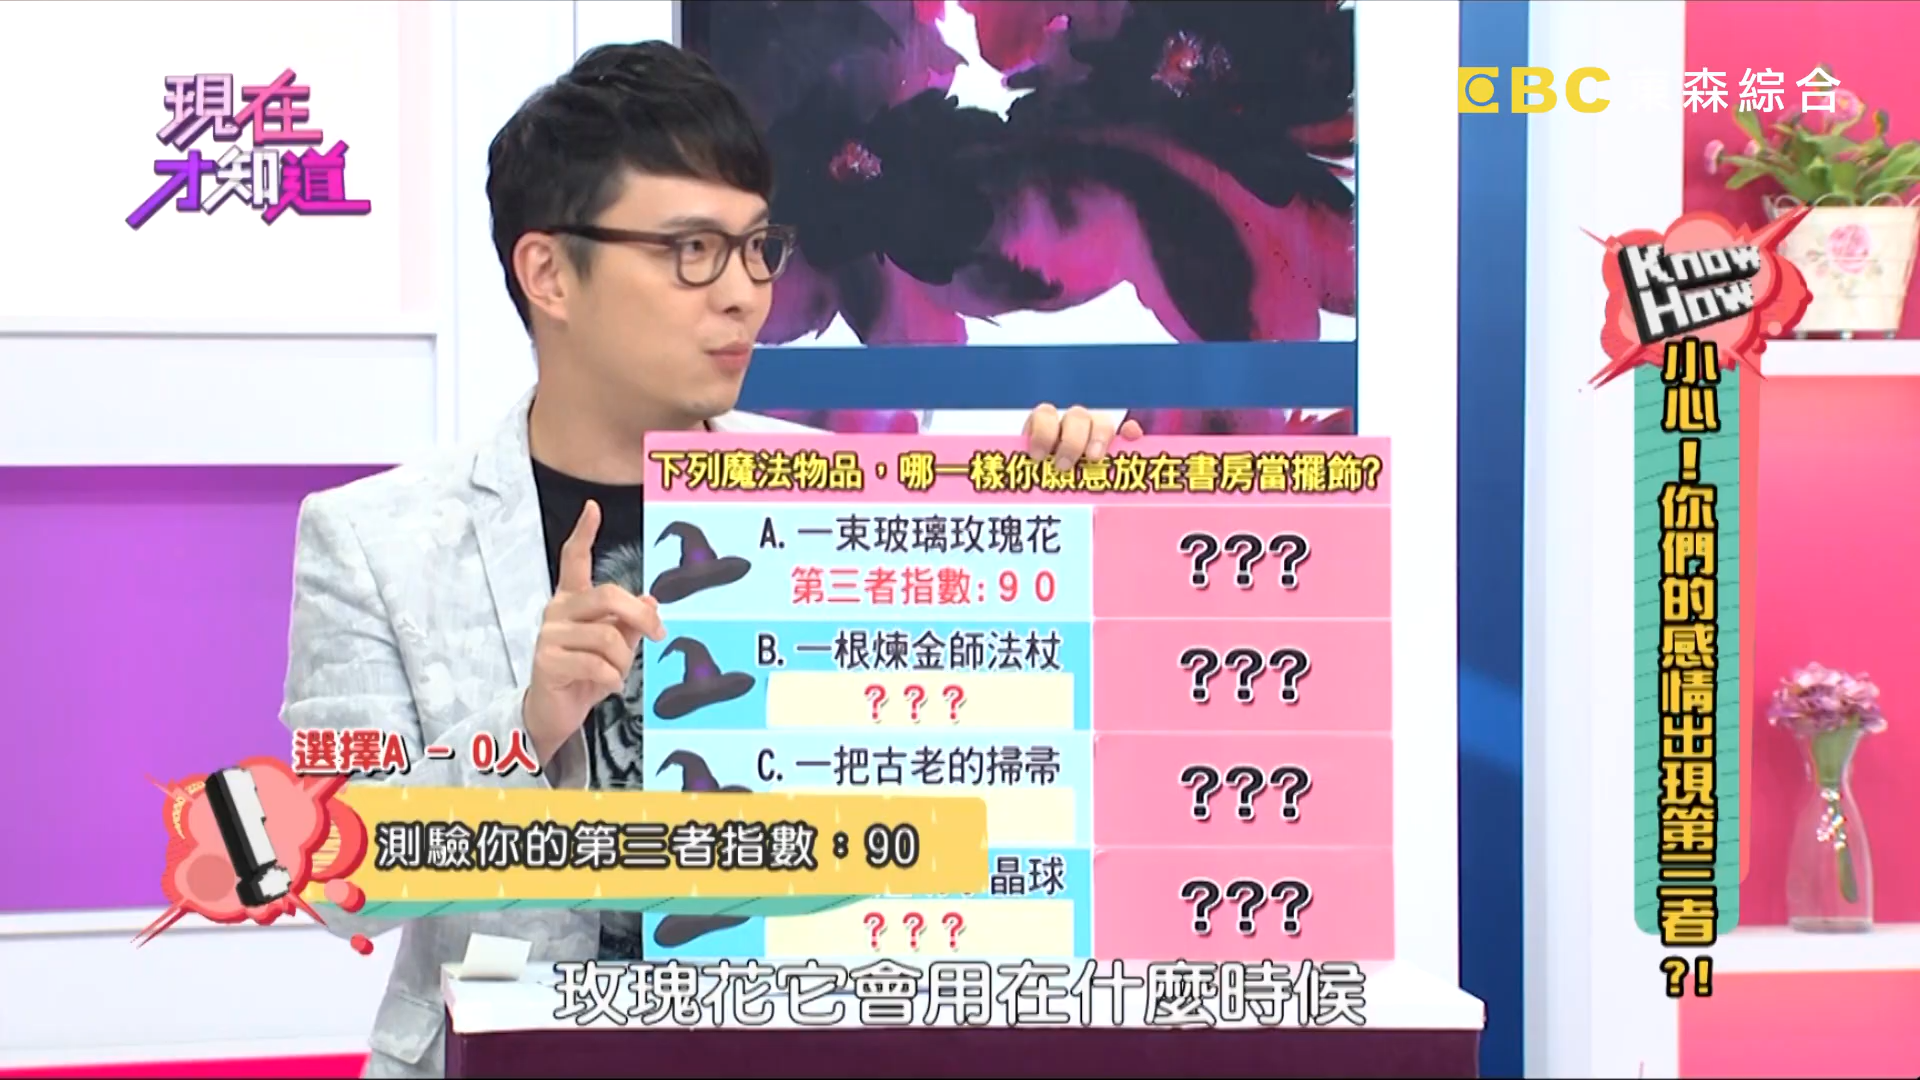 現在
才知道
EBC 東森綜合
Know
How
小心!你們的感情出現第三者?!
下列魔法物品,哪一樣你願意放在書房當擺飾?
A. 一束玻璃玫瑰花
第三者指數:90
???
B. 一根煉金師法杖
???
???
C. 一把古老的掃帚
???
晶球
???
???
選擇A - 0人
測驗你的第三者指數:90
玫瑰花它會用在什麼時候